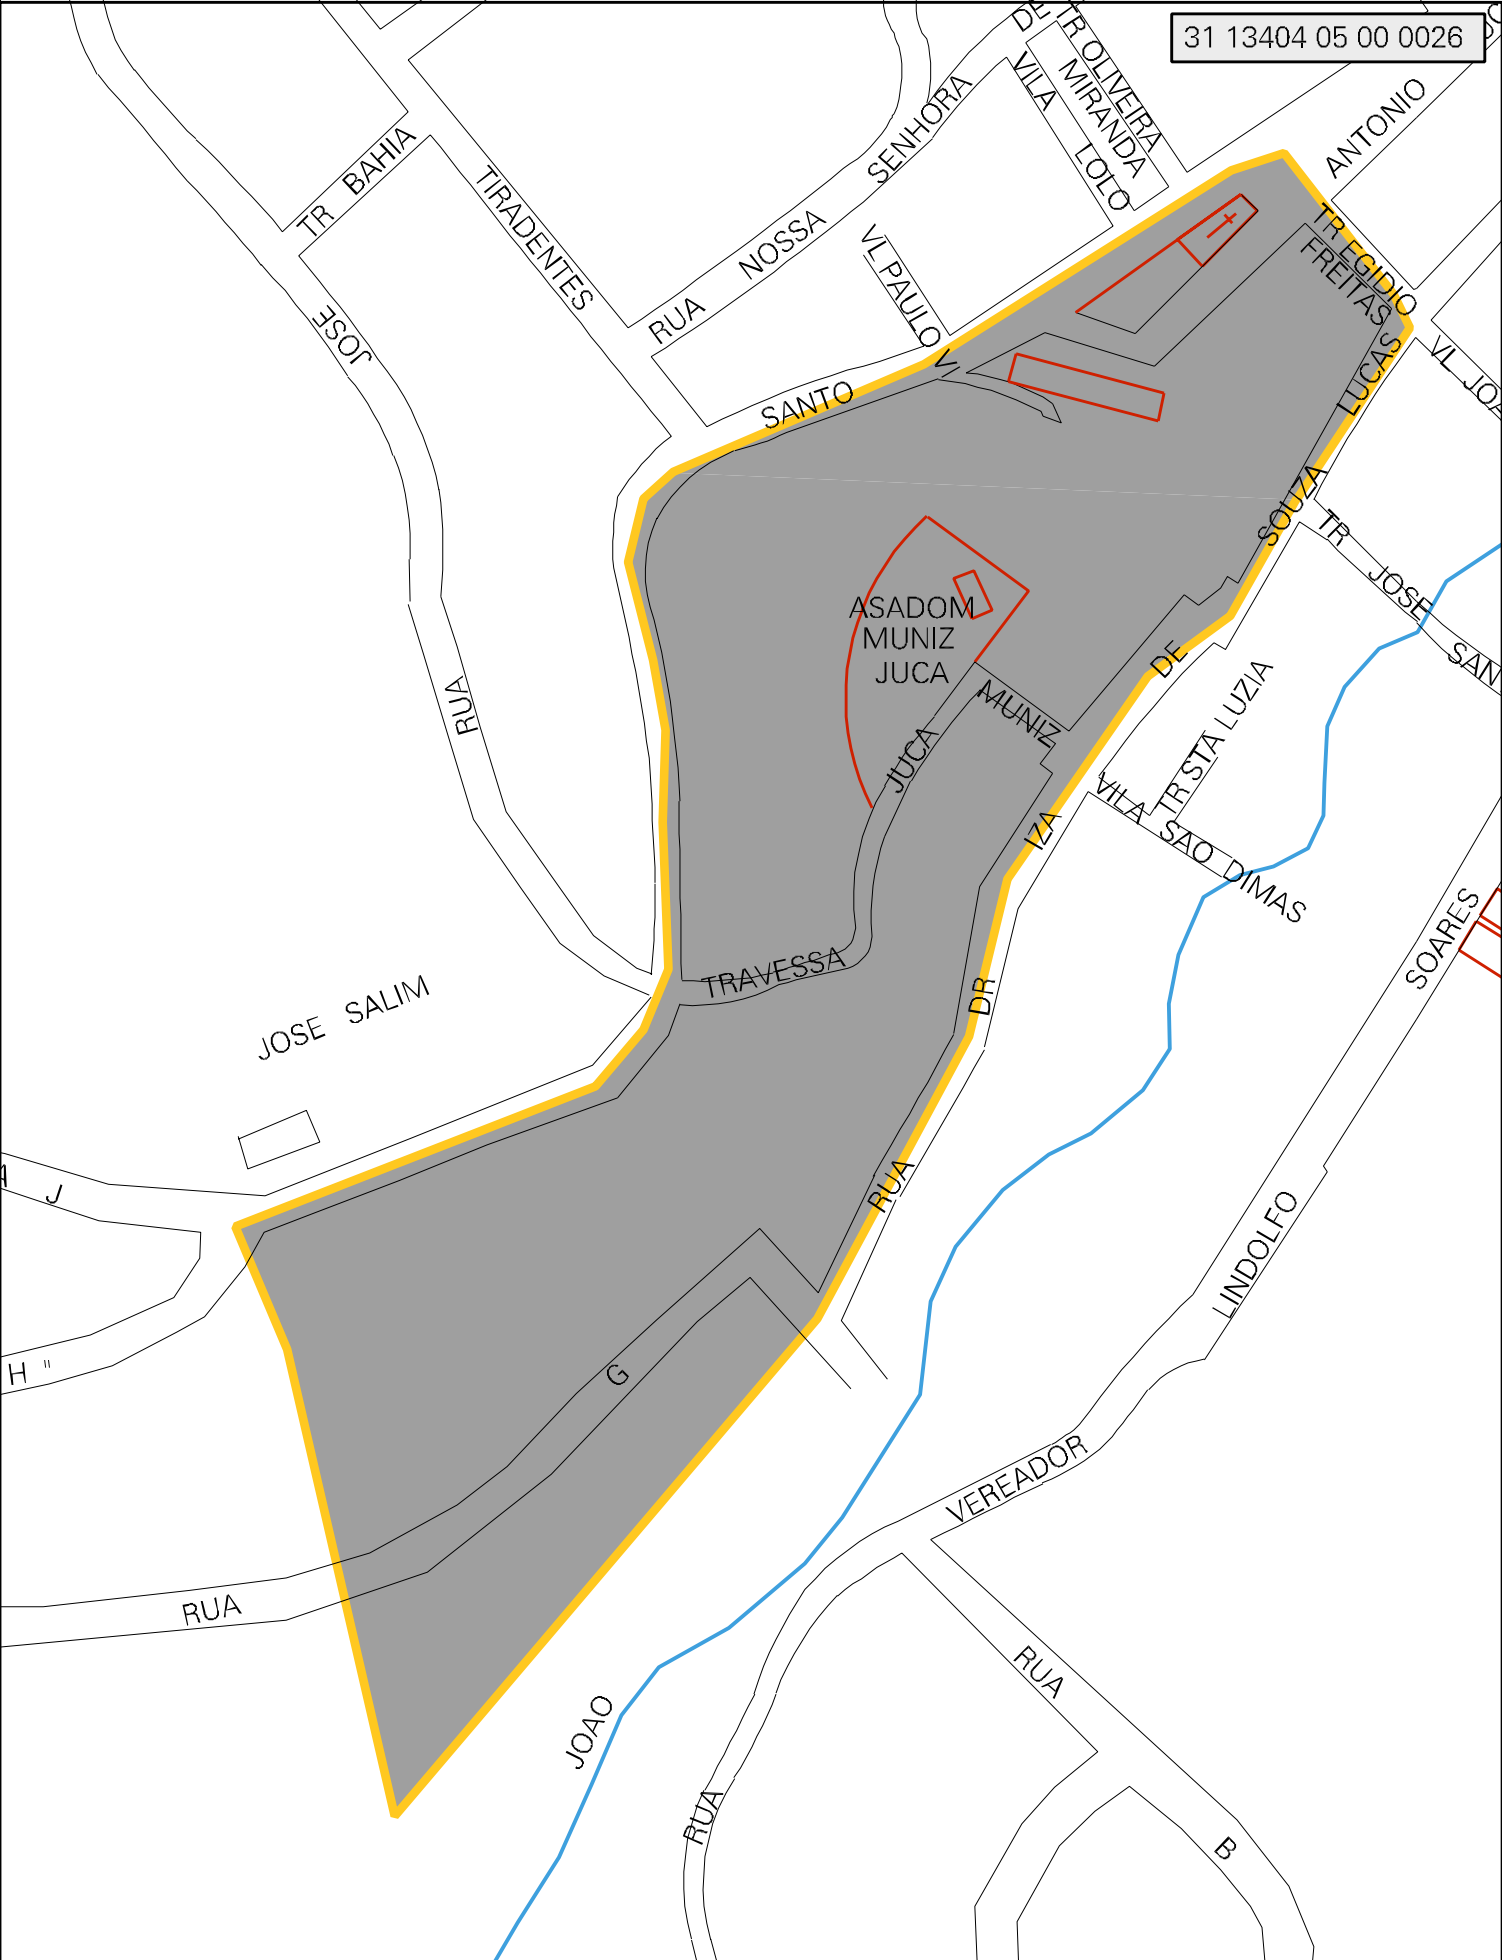 31 13404 05 00 0026
DE
TR OLIVEIRA
MIRANDA
VILA LOLO
ANTONIO
TR BAHIA
TIRADENTES
RUA NOSSA SENHORA
VL PAULO VI
TR EGIDIO
FREITAS
JOSE
RUA
SANTO
VL JOA
RUA DR IZA DE SOUZA LUCAS
TR JOSE SAN
ASADOM
MUNIZ
JUCA
TRAVESSA JUCA MUNIZ
TR STA LUZIA
VILA SAO DIMAS
JOSE SALIM
J
H "
RUA G
VEREADOR LINDOLFO SOARES
RUA
JOAO
RUA B